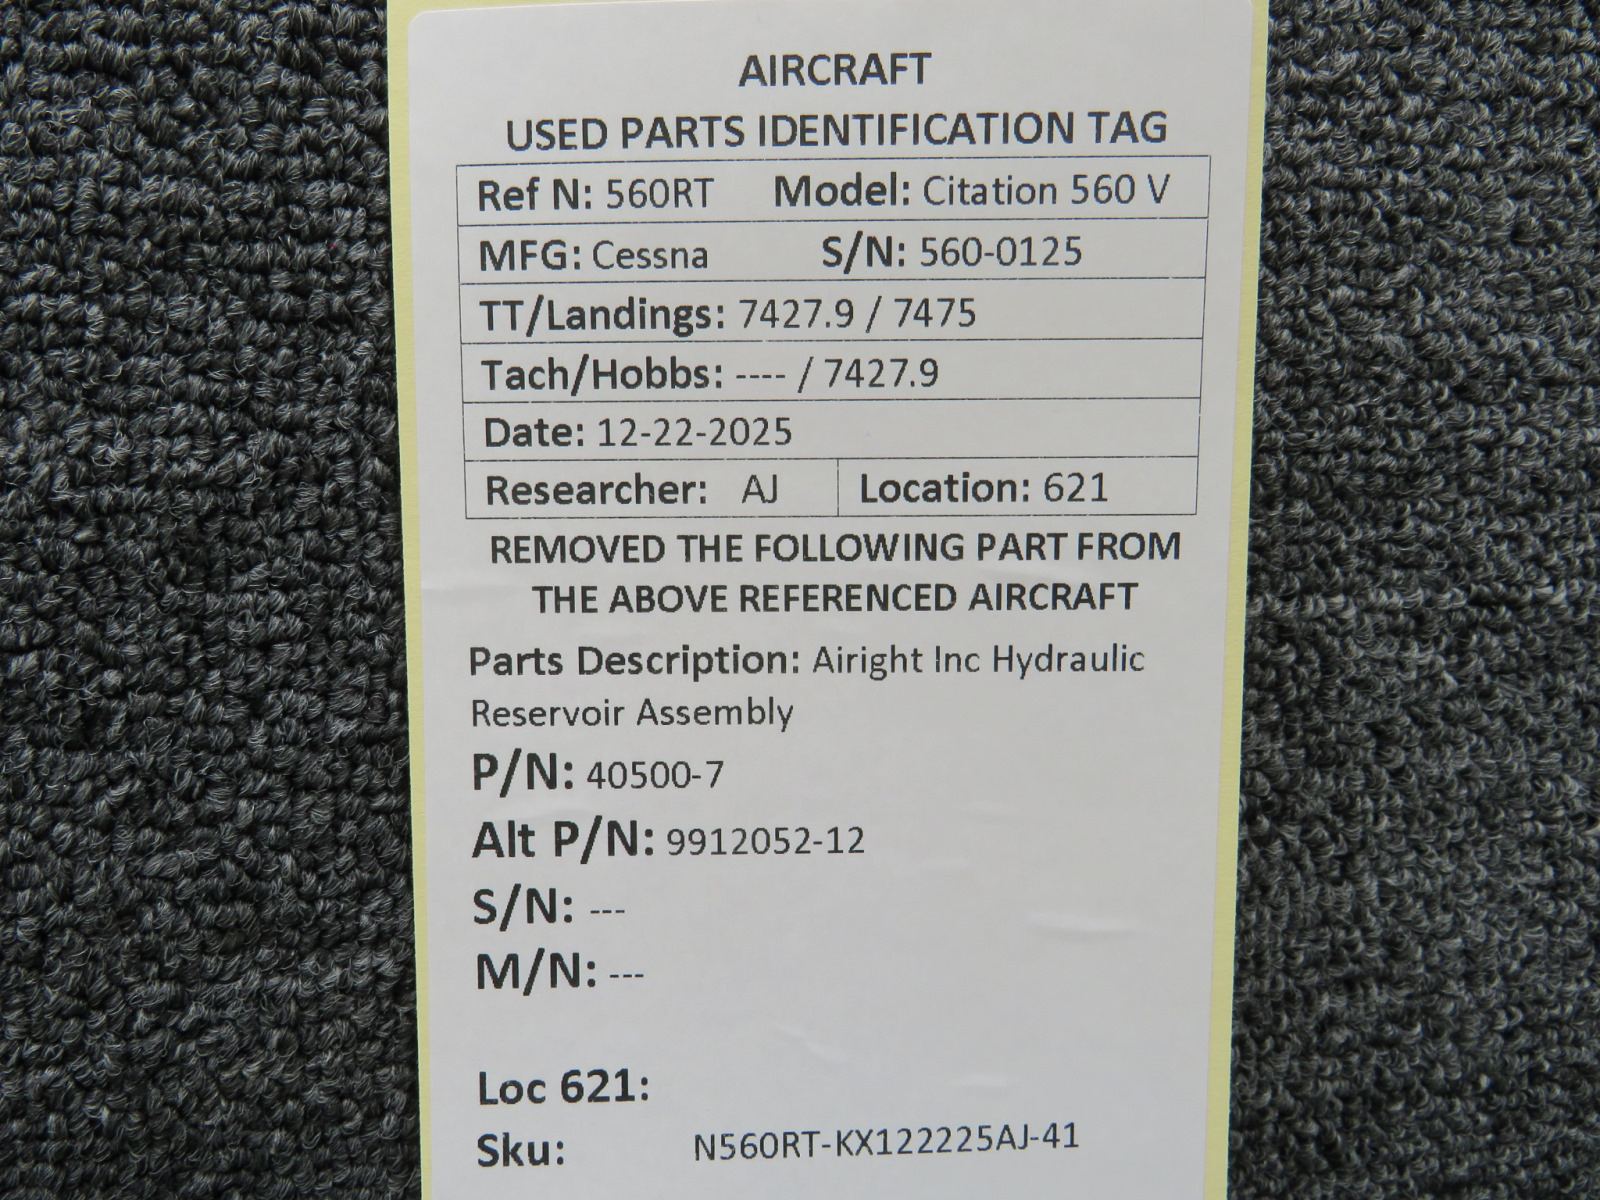 AIRCRAFT
USED PARTS IDENTIFICATION TAG
Ref N: 560RT Model: Citation 560 V
MFG: Cessna S/N: 560-0125
TT/Landings: 7427.9 / 7475
Tach/Hobbs: ---- / 7427.9
Date: 12-22-2025
Researcher: AJ Location: 621
REMOVED THE FOLLOWING PART FROM
THE ABOVE REFERENCED AIRCRAFT
Parts Description: Airight Inc Hydraulic
Reservoir Assembly
P/N: 40500-7
Alt P/N: 9912052-12
S/N: ---
M/N: ---
Loc 621:
Sku: N560RT-KX122225AJ-41